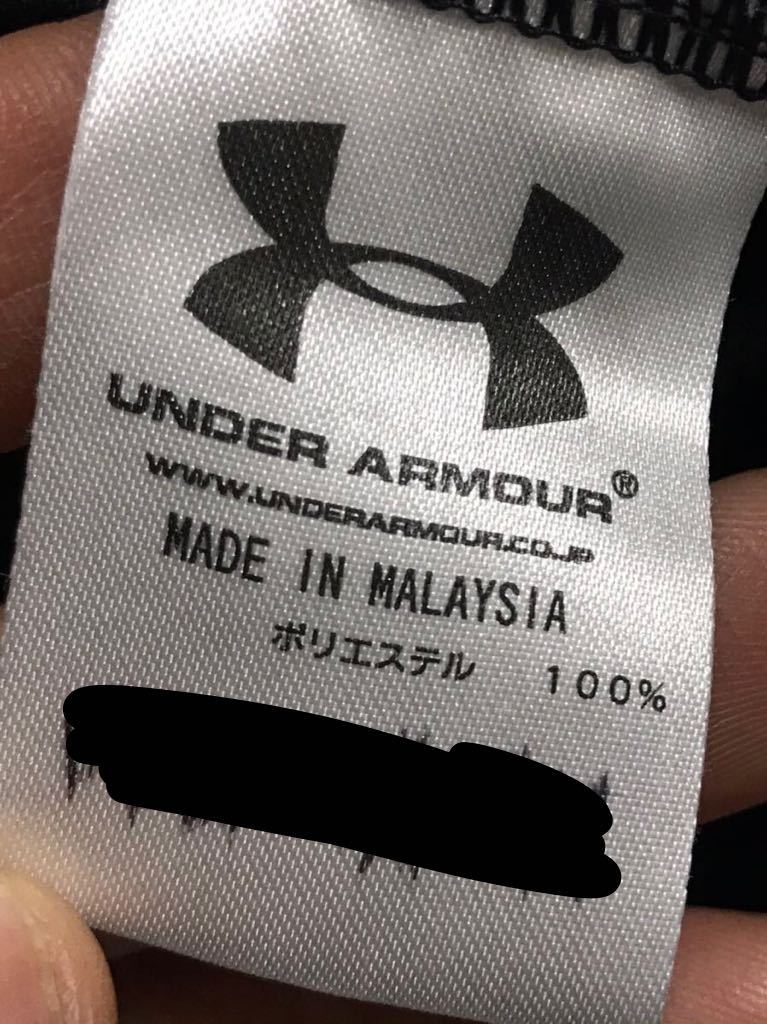 UNDER ARMOUR®
WWW.UNDERARMOUR.CO.JP
MADE IN MALAYSIA
ポリエステル 100%